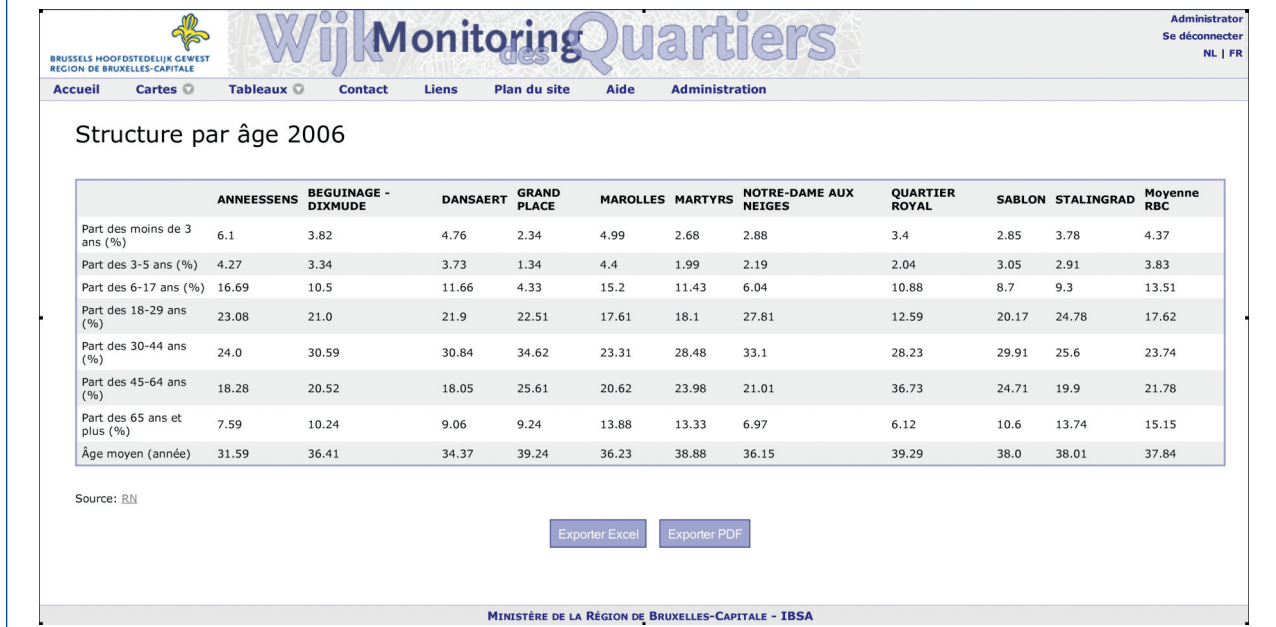 Administrator
Se déconnecter
NL | FR
BRUSSELS HOOFDSTEDELIJK GEWEST
REGION DE BRUXELLES-CAPITALE
Wijk Monitoring des Quartiers
Accueil Cartes Tableaux Contact Liens Plan du site Aide Administration
Structure par âge 2006
ANNEESSENS BEGUINAGE - DIXMUDE DANSAERT GRAND PLACE MAROLLES MARTYRS NOTRE-DAME AUX NEIGES QUARTIER ROYAL SABLON STALINGRAD Moyenne RBC
Part des moins de 3 ans (%) 6.1 3.82 4.76 2.34 4.99 2.68 2.88 3.4 2.85 3.78 4.37
Part des 3-5 ans (%) 4.27 3.34 3.73 1.34 4.4 1.99 2.19 2.04 3.05 2.91 3.83
Part des 6-17 ans (%) 16.69 10.5 11.66 4.33 15.2 11.43 6.04 10.88 8.7 9.3 13.51
Part des 18-29 ans (%) 23.08 21.0 21.9 22.51 17.61 18.1 27.81 12.59 20.17 24.78 17.62
Part des 30-44 ans (%) 24.0 30.59 30.84 34.62 23.31 28.48 33.1 28.23 29.91 25.6 23.74
Part des 45-64 ans (%) 18.28 20.52 18.05 25.61 20.62 23.98 21.01 36.73 24.71 19.9 21.78
Part des 65 ans et plus (%) 7.59 10.24 9.06 9.24 13.88 13.33 6.97 6.12 10.6 13.74 15.15
Âge moyen (année) 31.59 36.41 34.37 39.24 36.23 38.88 36.15 39.29 38.0 38.01 37.84
Source: RN
Exporter Excel Exporter PDF
MINISTÈRE DE LA RÉGION DE BRUXELLES-CAPITALE - IBSA